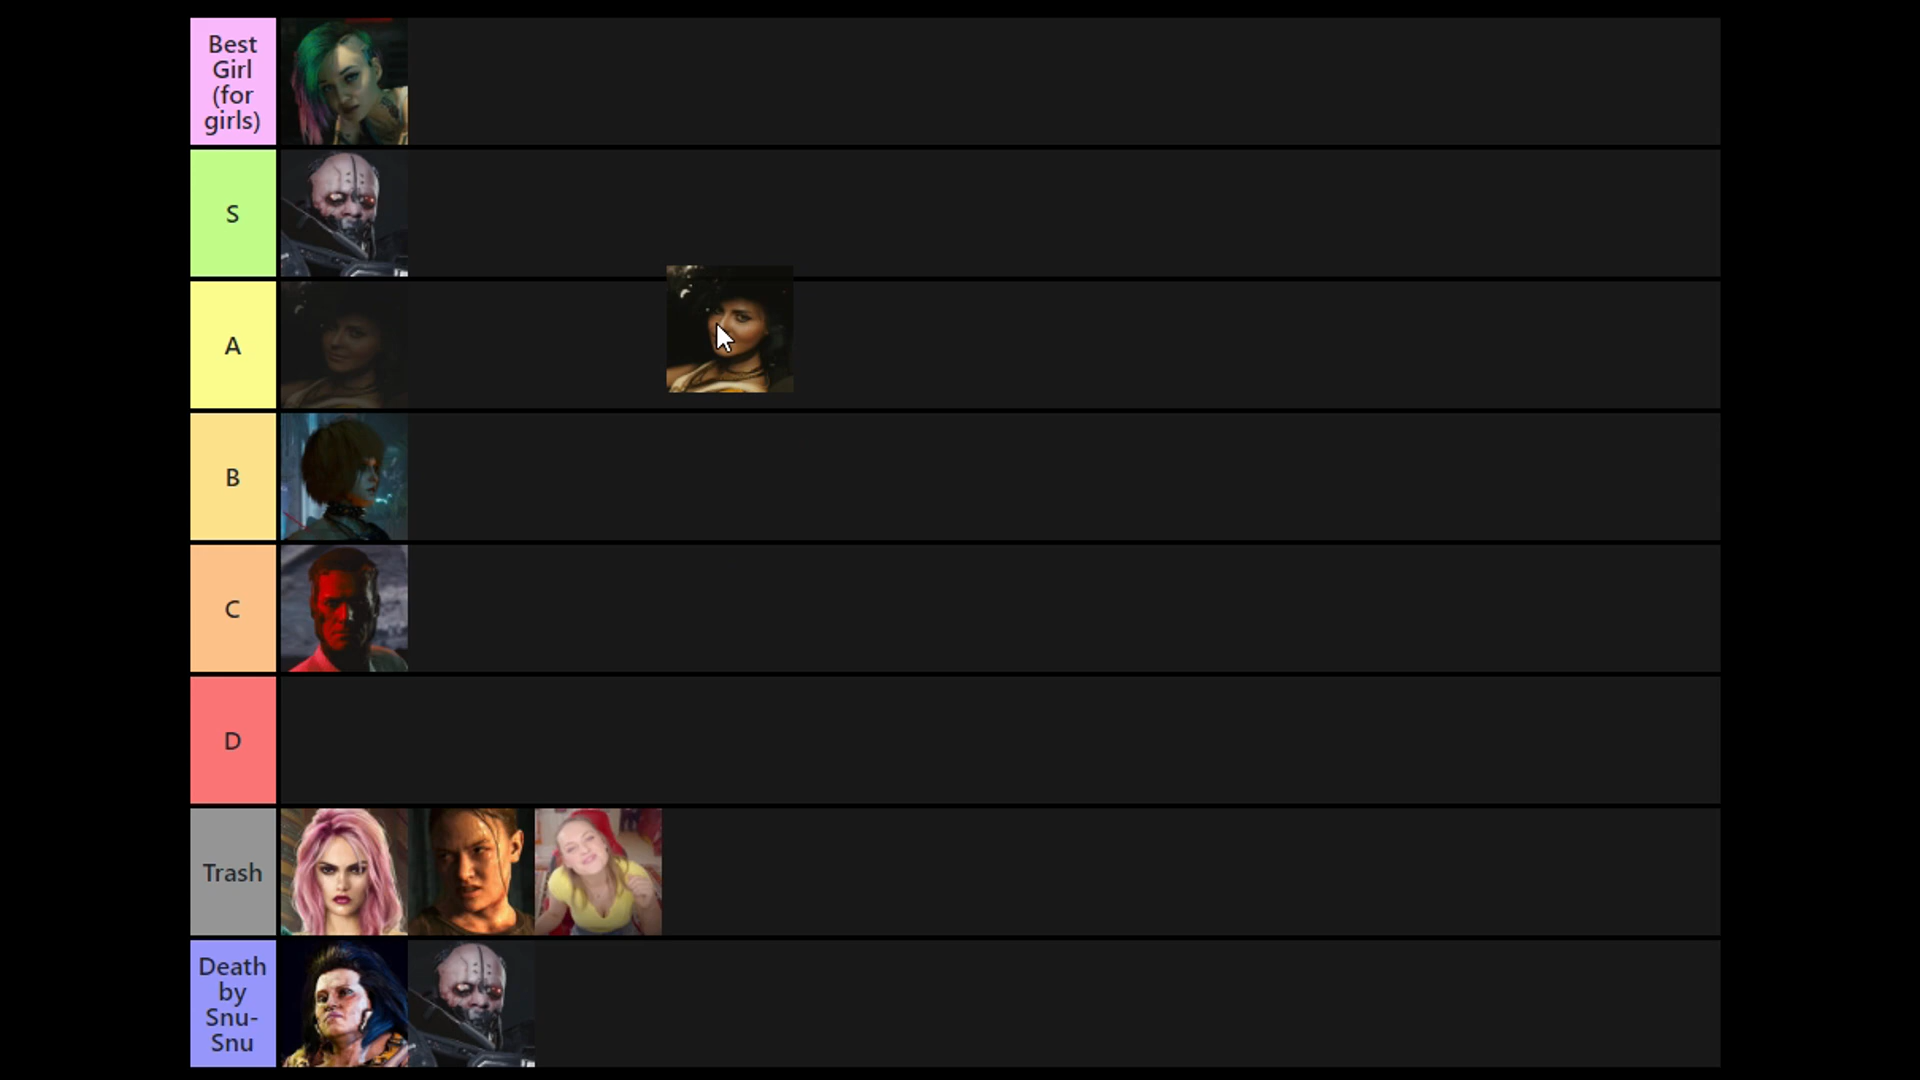 Best
Girl
(for
girls)
S
A
B
C
D
Trash
Death
by
Snu-
Snu